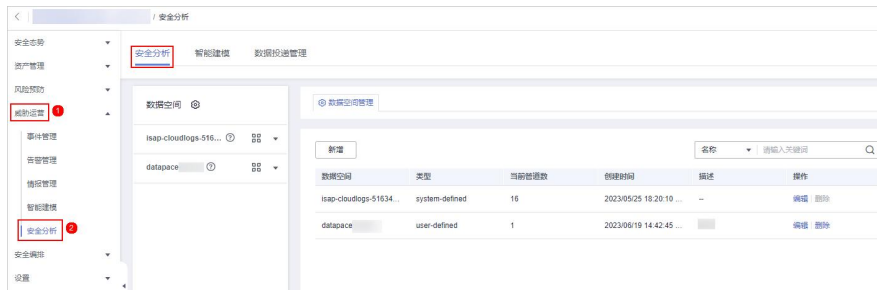 / 安全分析
安全态势
资产管理
风险预防
威胁运营 1
事件管理
告警管理
情报管理
智能建模
安全分析 2
安全编排
设置
安全分析 智能建模 数据投递管理
数据空间
isap-cloudlogs-516...
datapace
数据空间管理
新增
名称 请输入关键词
数据空间 类型 当前管道数 创建时间 描述 操作
isap-cloudlogs-51634... system-defined 16 2023/05/25 18:20:10 ... -- 编辑 删除
datapace user-defined 1 2023/06/19 14:42:45 ... 编辑 删除